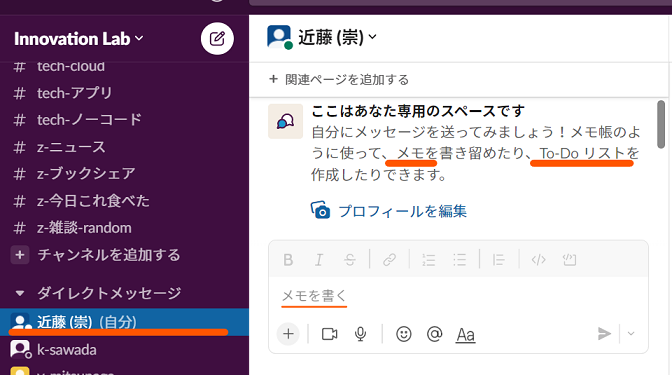 Innovation Lab
# tech-cloud
# tech-アプリ
# tech-ノーコード
# z-ニュース
# z-ブックシェア
# z-今日これ食べた
# z-雑談-random
+ チャンネルを追加する
ダイレクトメッセージ
近藤 (崇) (自分)
k-sawada
近藤 (崇)
+ 関連ページを追加する
ここはあなた専用のスペースです
自分にメッセージを送ってみましょう！メモ帳のよ
うに使って、メモを書き留めたり、To-Do リストを
作成したりできます。
プロフィールを編集
B I S
メモを書く
+ @ Aa